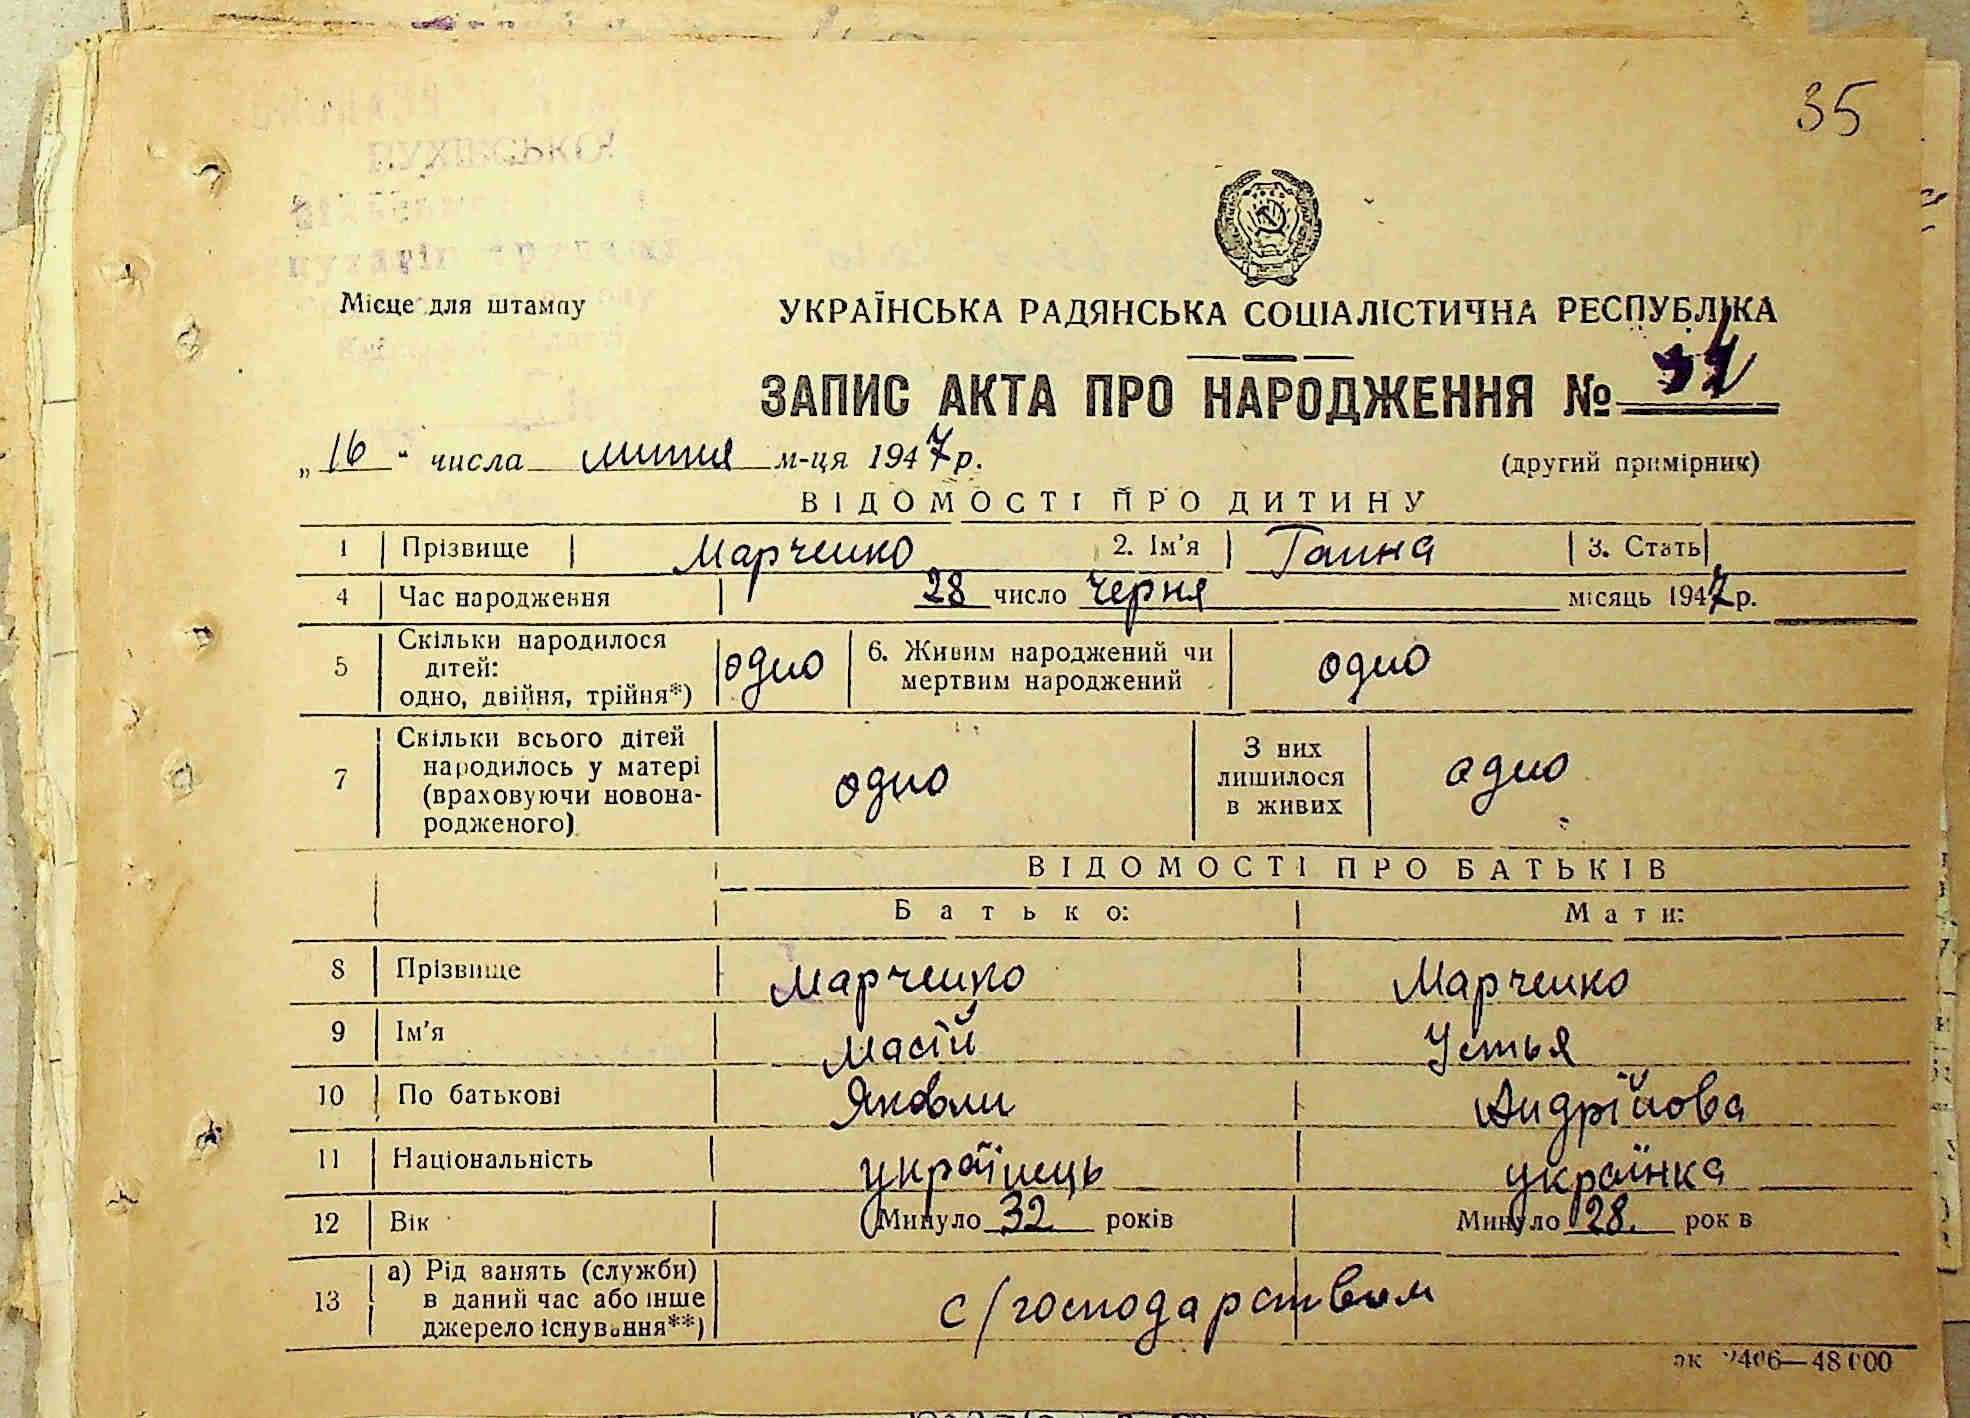 35
ПУХІВСЬКОЇ
Місце для штампу
УКРАЇНСЬКА РАДЯНСЬКА СОЦІАЛІСТИЧНА РЕСПУБЛІКА
ЗАПИС АКТА ПРО НАРОДЖЕННЯ №
„16“ числа липня м-ця 1947 р.
(другий примірник)
ВІДОМОСТІ ПРО ДИТИНУ
1 Прізвище Марченко 2. Ім'я Ганна 3. Стать
4 Час народження 28 число черня місяць 1947 р.
5 Скільки народилося дітей: одно, двійня, трійня*) одно 6. Живим народжений чи мертвим народжений одно
7 Скільки всього дітей народилось у матері (враховуючи новонародженого) одно З них лишилося в живих одно
ВІДОМОСТІ ПРО БАТЬКІВ
Батько: Мати:
8 Прізвище Марченко Марченко
9 Ім'я Масій Устья
10 По батькові Яковли Андрійова
11 Національність українець українка
12 Вік Минуло 32 років Минуло 28 років
13 а) Рід занять (служби) в даний час або інше джерело існування**) с/господарством